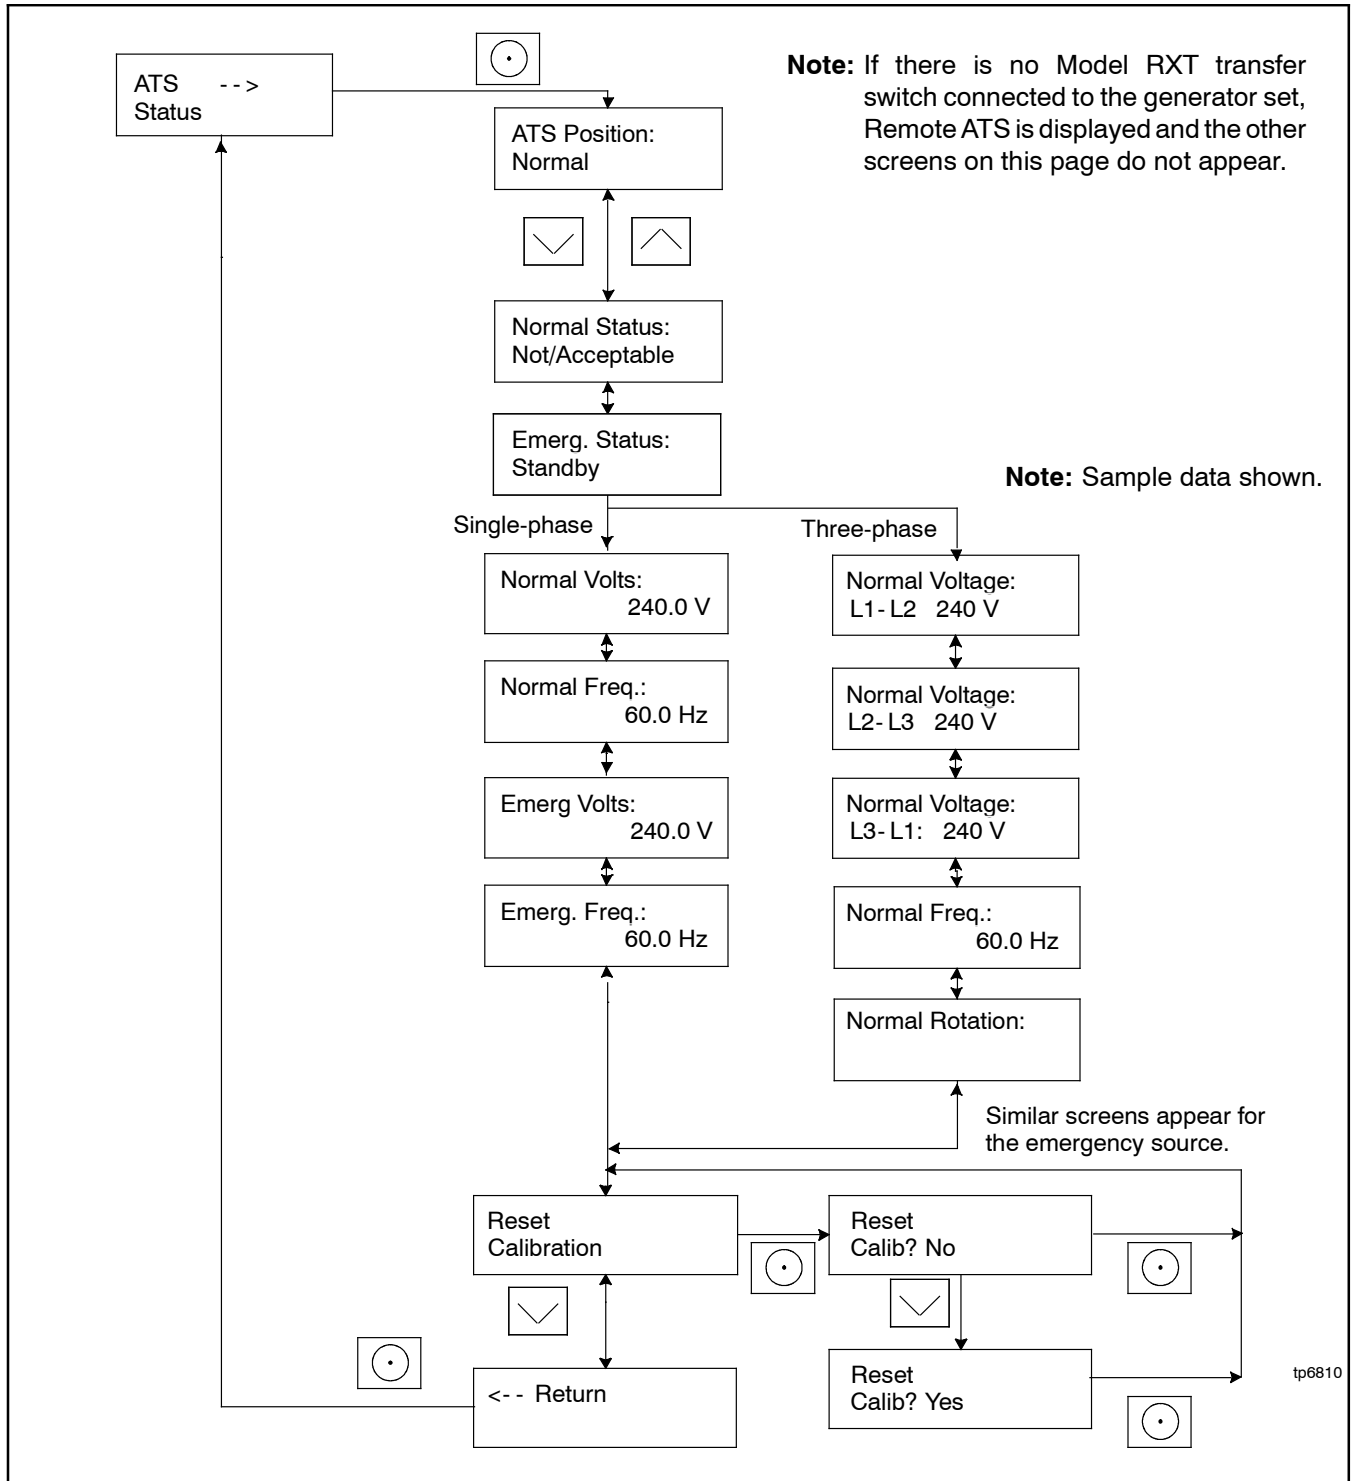 ATS - - >
Status
Note: If there is no Model RXT transfer
switch connected to the generator set,
Remote ATS is displayed and the other
screens on this page do not appear.
ATS Position:
Normal
Normal Status:
Not/Acceptable
Emerg. Status:
Standby
Note: Sample data shown.
Single-phase
Three-phase
Normal Volts:
240.0 V
Normal Freq.:
60.0 Hz
Emerg Volts:
240.0 V
Emerg. Freq.:
60.0 Hz
Normal Voltage:
L1- L2 240 V
Normal Voltage:
L2- L3 240 V
Normal Voltage:
L3- L1: 240 V
Normal Freq.:
60.0 Hz
Normal Rotation:
Similar screens appear for
the emergency source.
Reset
Calibration
Reset
Calib? No
<- - Return
Reset
Calib? Yes
tp6810